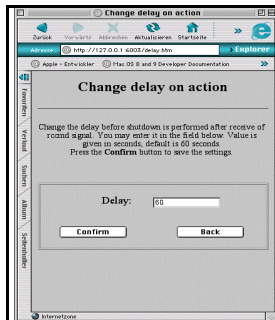 Change delay on action
Zurück Vorwärts Abbrechen Aktualisieren Startseite »
Adresse: http://127.0.0.1:6003/delay.htm Explorer
Apple - Entwickler Mac OS 8 and 9 Developer Documentation »
Favoriten
Verlauf
Suchen
Album
Seitenhalter
Change delay on action
Change the delay before shutdown is performed after receive of
signal. You may enter it in the field below. Value is
given in seconds, default is 60 seconds.
Press the Confirm button to save the settings.
Delay: 60
Confirm Back
Internetzone